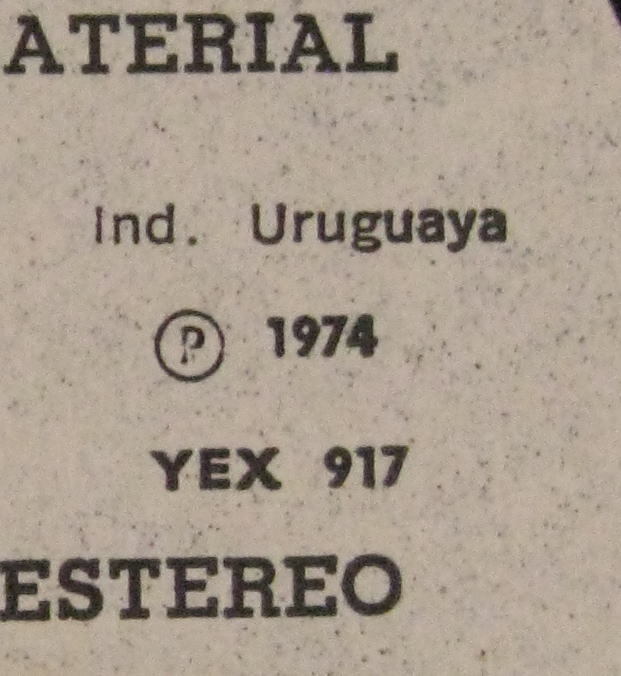 ATERIAL
Ind. Uruguaya
Ⓟ 1974
YEX 917
ESTEREO